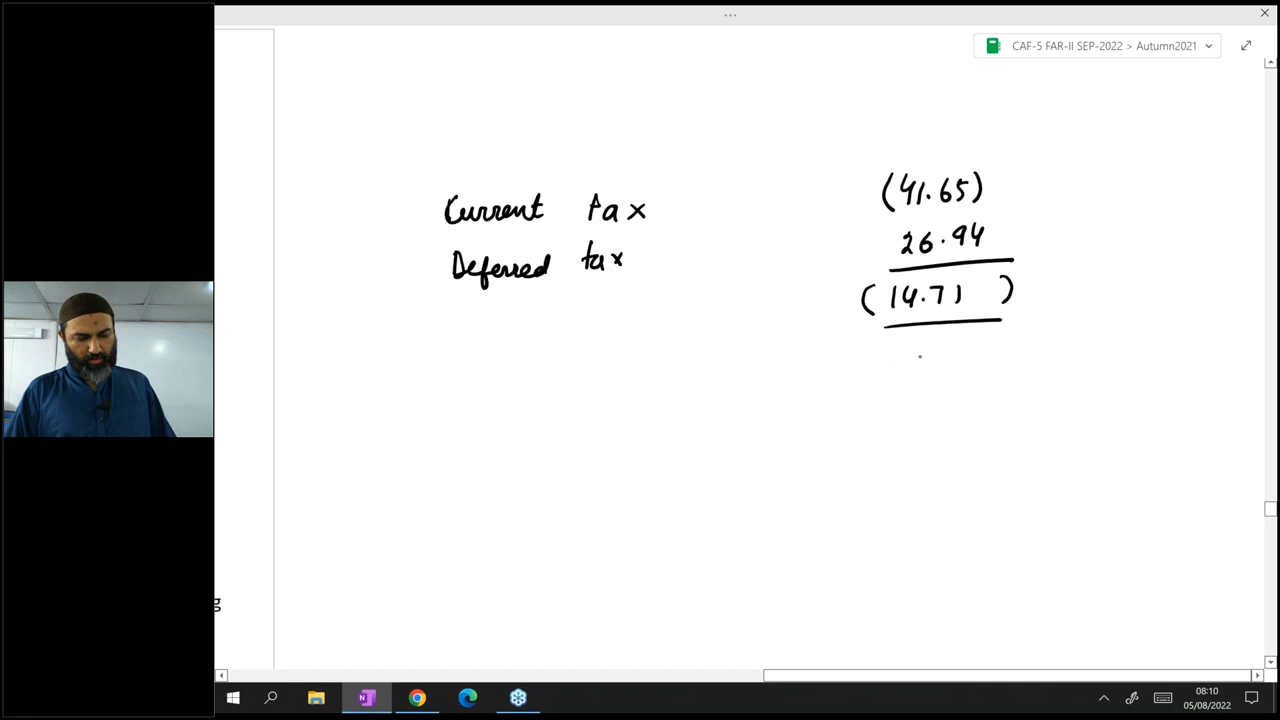 CAF-5 FAR-II SEP-2022 > Autumn2021
Current tax (41.65)
Deferred tax 26.94
(14.71)
g
08:10
05/08/2022